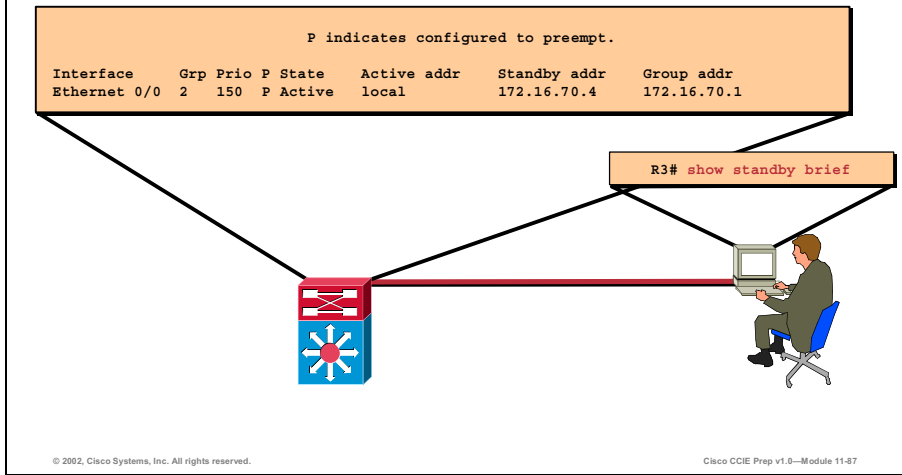 P indicates configured to preempt.
Interface Grp Prio P State Active addr Standby addr Group addr
Ethernet 0/0 2 150 P Active local 172.16.70.4 172.16.70.1
R3# show standby brief
© 2002, Cisco Systems, Inc. All rights reserved. Cisco CCIE Prep v1.0—Module 11-87